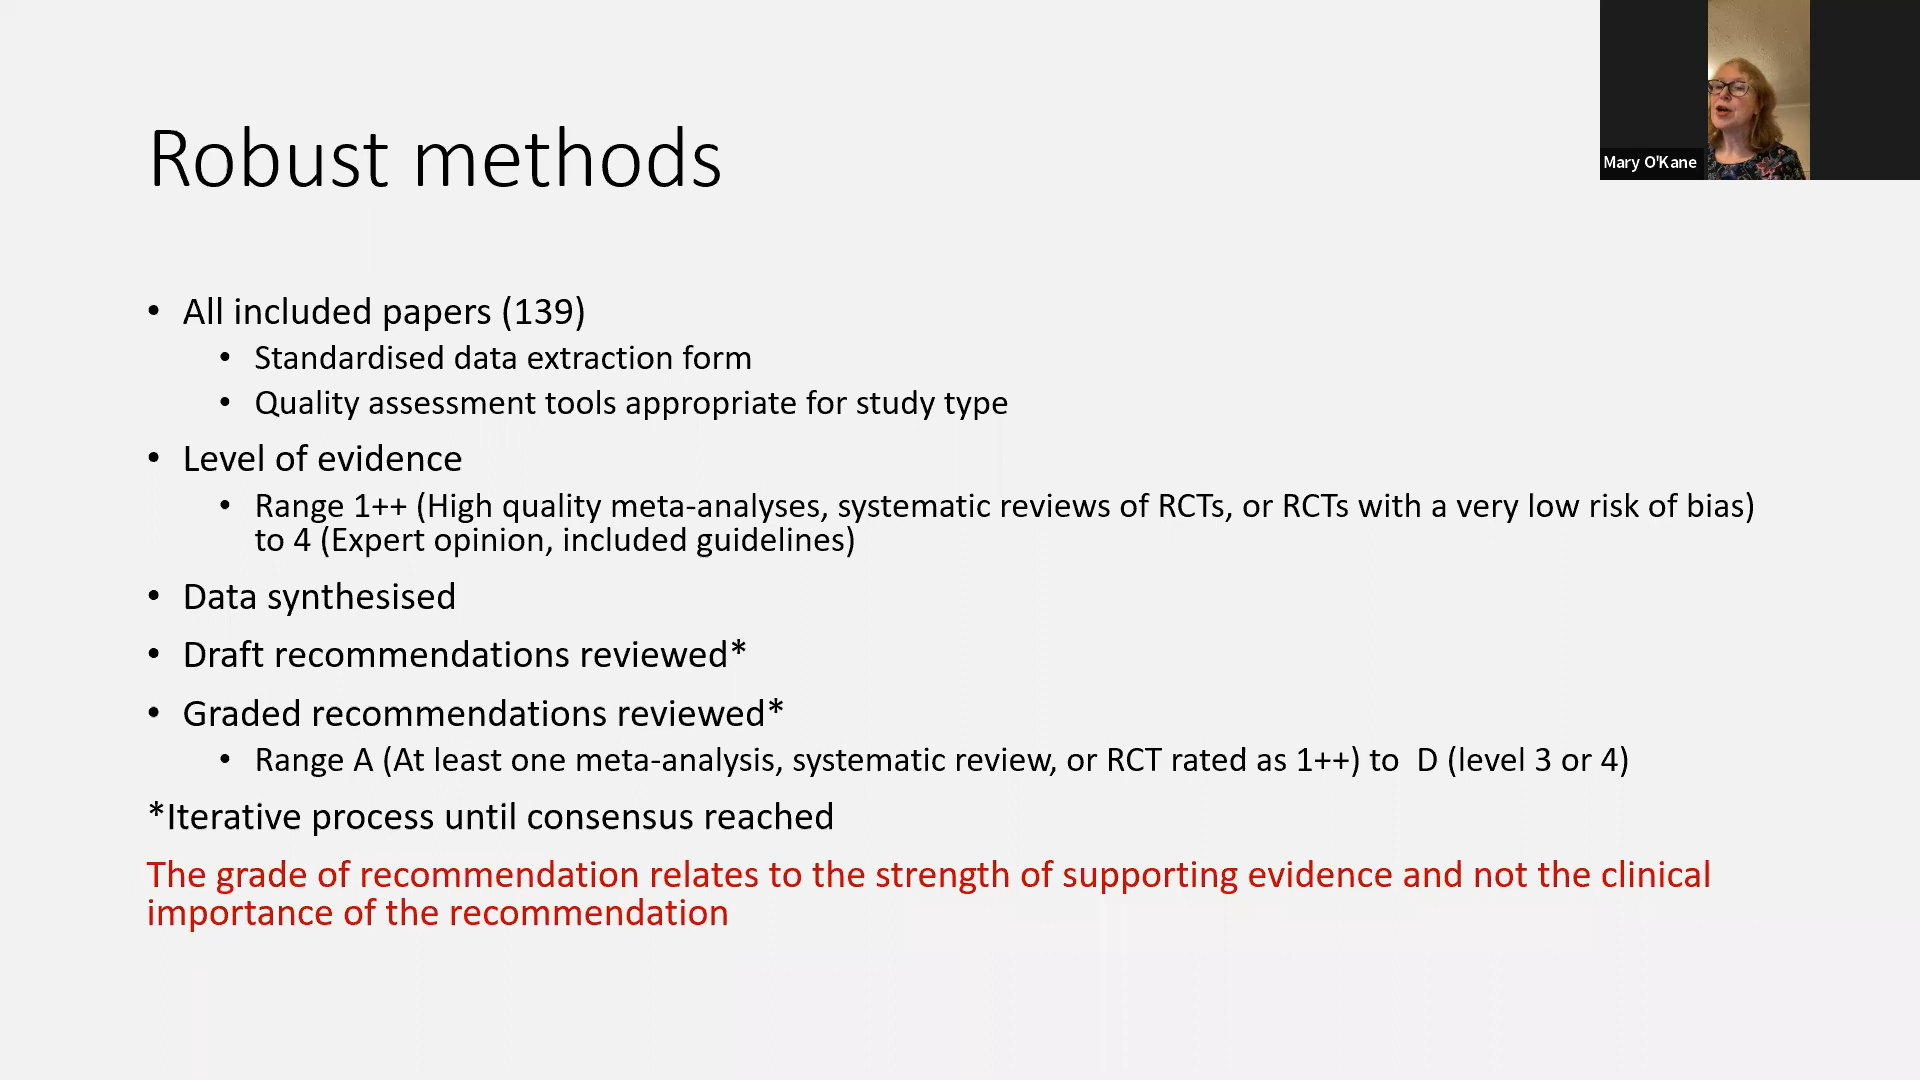 Robust methods
Mary O'Kane
• All included papers (139)
• Standardised data extraction form
• Quality assessment tools appropriate for study type
• Level of evidence
• Range 1++ (High quality meta-analyses, systematic reviews of RCTs, or RCTs with a very low risk of bias)
to 4 (Expert opinion, included guidelines)
• Data synthesised
• Draft recommendations reviewed*
• Graded recommendations reviewed*
• Range A (At least one meta-analysis, systematic review, or RCT rated as 1++) to  D (level 3 or 4)
*Iterative process until consensus reached
The grade of recommendation relates to the strength of supporting evidence and not the clinical
importance of the recommendation